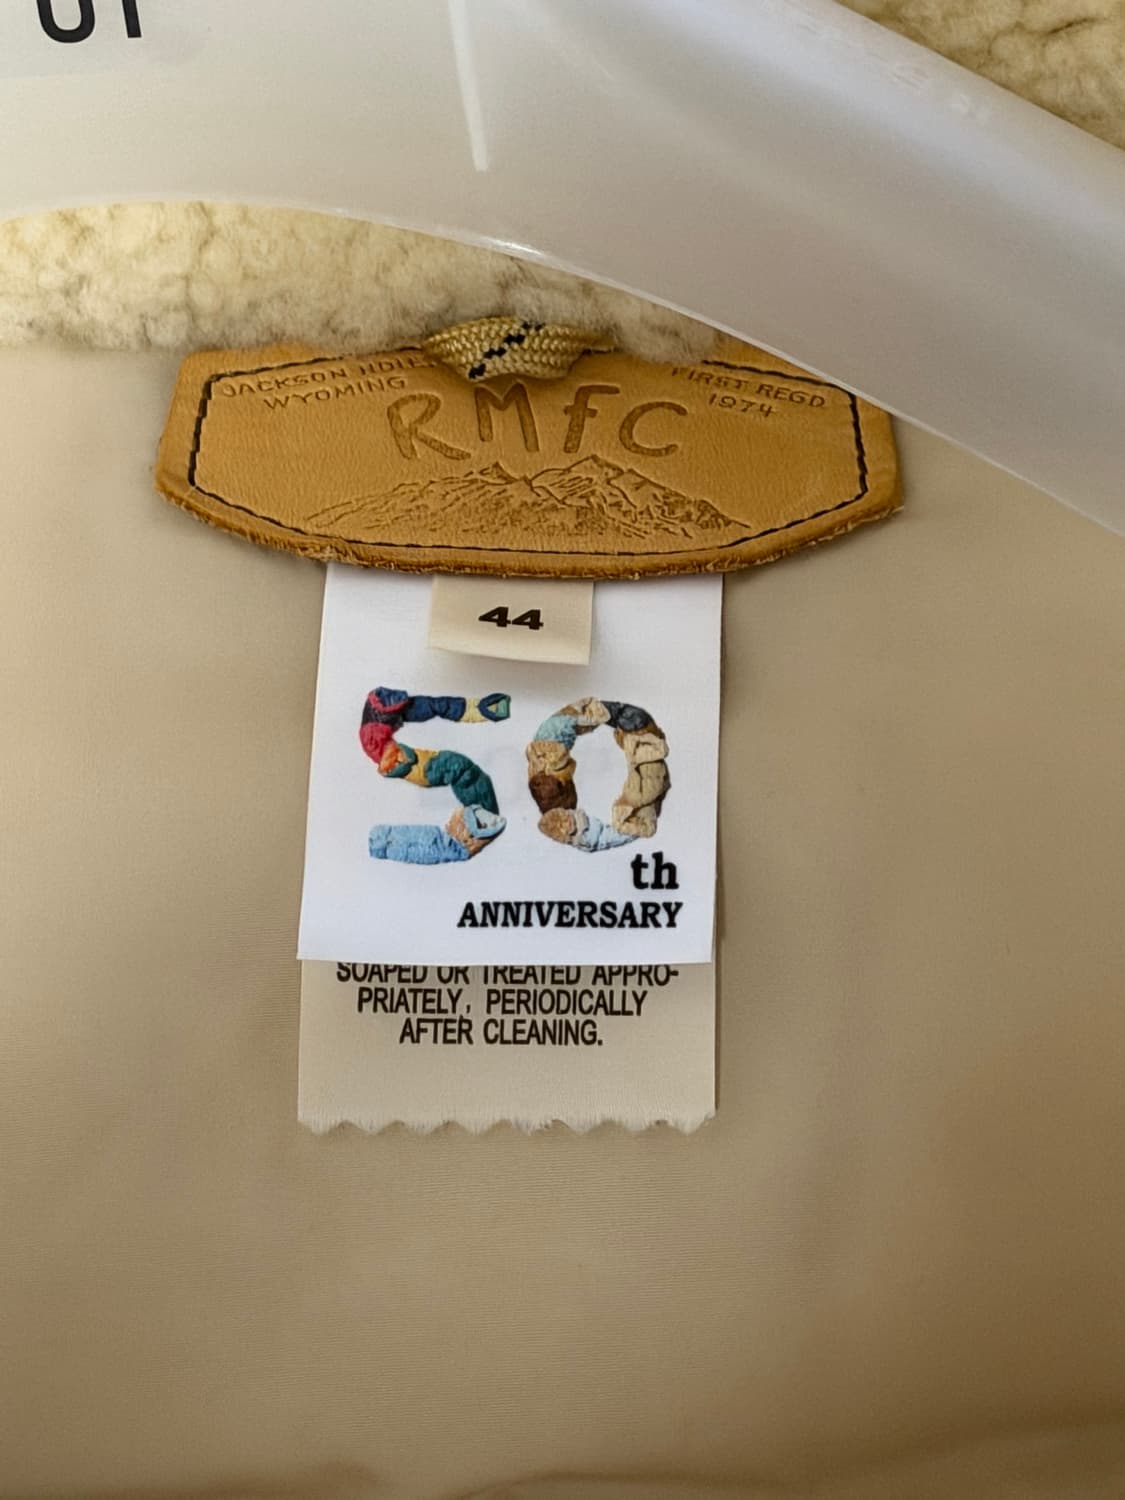 JACKSON HOLE
WYOMING
RMFC
FIRST REGD
1974
44
50
th
ANNIVERSARY
SOAPED OR TREATED APPRO-
PRIATELY, PERIODICALLY
AFTER CLEANING.